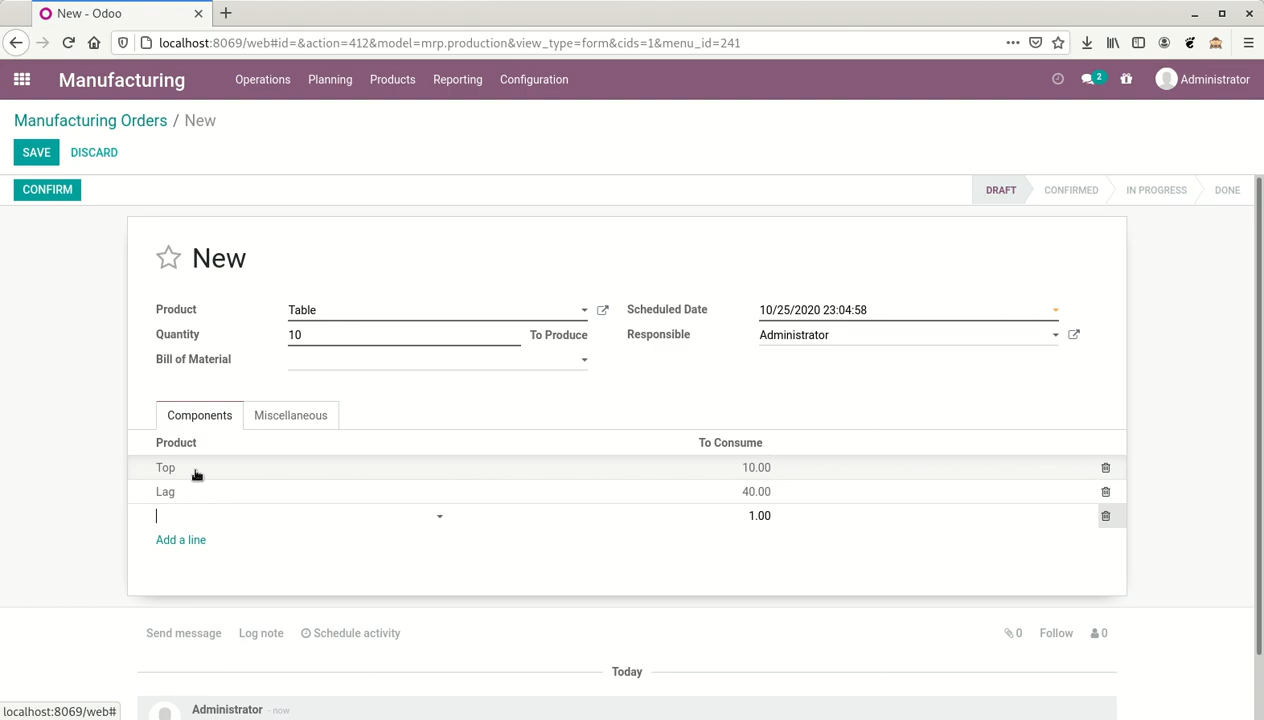 New - Odoo
localhost:8069/web#id=&action=412&model=mrp.production&view_type=form&cids=1&menu_id=241
Manufacturing Operations Planning Products Reporting Configuration 2 Administrator
Manufacturing Orders / New
SAVE DISCARD
CONFIRM DRAFT CONFIRMED IN PROGRESS DONE
New
Product Table Scheduled Date 10/25/2020 23:04:58
Quantity 10 To Produce Responsible Administrator
Bill of Material
Components Miscellaneous
Product To Consume
Top 10.00
Lag 40.00
1.00
Add a line
Send message Log note Schedule activity 0 Follow 0
Today
Administrator - now
localhost:8069/web#